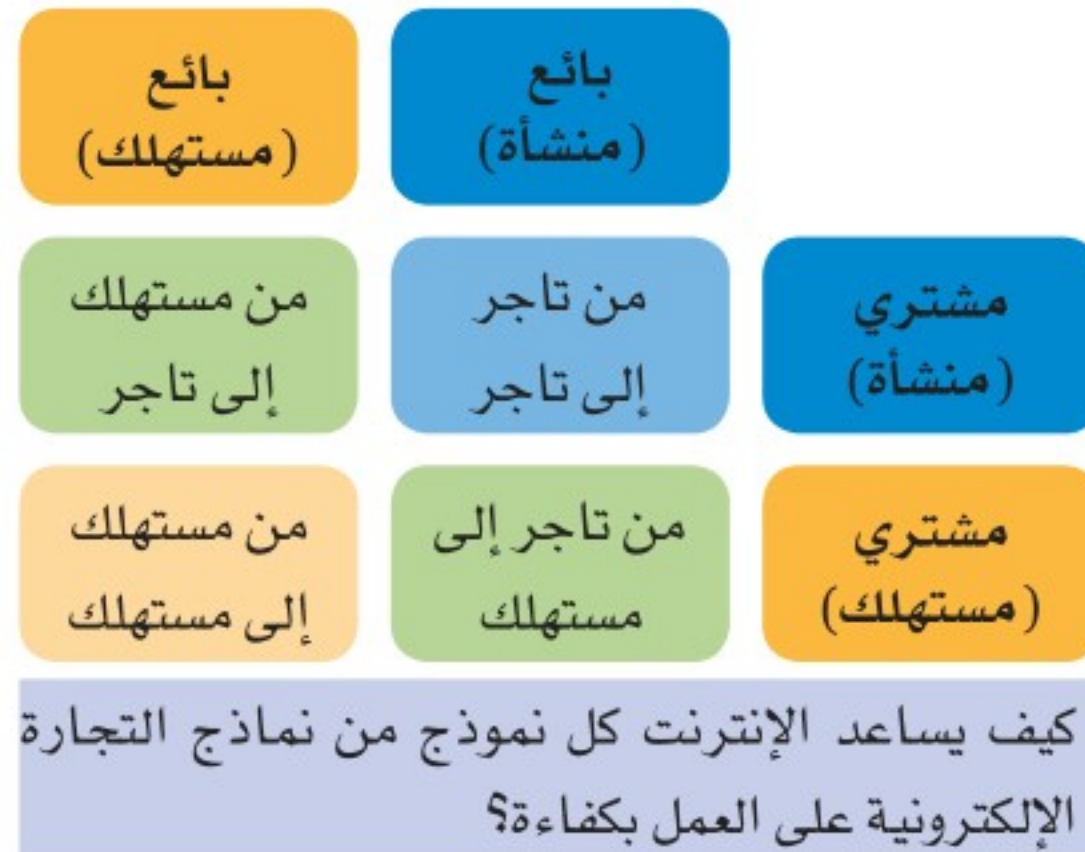 بائع
(منشأة)
بائع
(مستهلك)
مشتري
(منشأة)
من تاجر
إلى تاجر
من مستهلك
إلى تاجر
مشتري
(مستهلك)
من تاجر إلى
مستهلك
من مستهلك
إلى مستهلك
كيف يساعد الإنترنت كل نموذج من نماذج التجارة
الإلكترونية على العمل بكفاءة؟